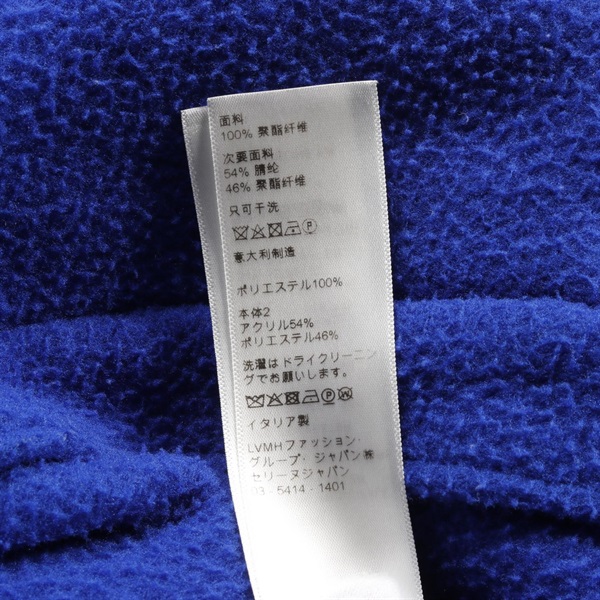 面料
100% 聚酯纤维
次要面料
54% 腈纶
46% 聚酯纤维
只可干洗
P
意大利制造
ポリエステル100%
本体2
アクリル54%
ポリエステル46%
洗濯はドライクリーニン
グでお願いします。
P W
イタリア製
LVMHファッション・
グループ・ジャパン㈱
セリーヌジャパン
03-5414-1401